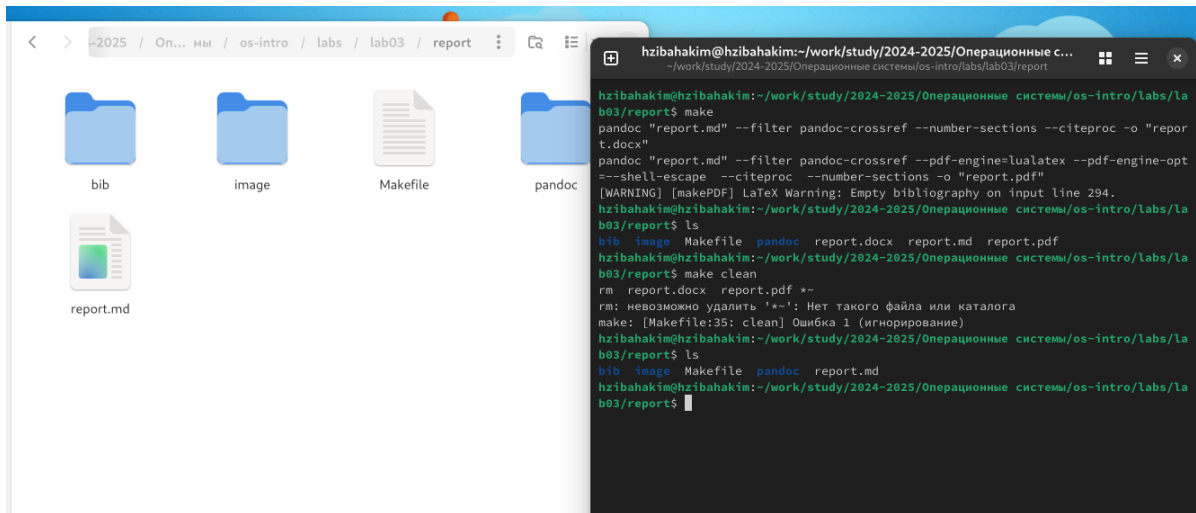 -2025 / Оп... мы / os-intro / labs / lab03 / report
bib
image
Makefile
pandoc
report.md
hzibahakim@hzibahakim:~/work/study/2024-2025/Операционные с...
~/work/study/2024-2025/Операционные системы/os-intro/labs/lab03/report
hzibahakim@hzibahakim:~/work/study/2024-2025/Операционные системы/os-intro/labs/la
b03/report$ make
pandoc "report.md" --filter pandoc-crossref --number-sections --citeproc -o "repor
t.docx"
pandoc "report.md" --filter pandoc-crossref --pdf-engine=lualatex --pdf-engine-opt
=--shell-escape  --citeproc  --number-sections -o "report.pdf"
[WARNING] [makePDF] LaTeX Warning: Empty bibliography on input line 294.
hzibahakim@hzibahakim:~/work/study/2024-2025/Операционные системы/os-intro/labs/la
b03/report$ ls
bib  image  Makefile  pandoc  report.docx  report.md  report.pdf
hzibahakim@hzibahakim:~/work/study/2024-2025/Операционные системы/os-intro/labs/la
b03/report$ make clean
rm  report.docx  report.pdf *~
rm: невозможно удалить '*~': Нет такого файла или каталога
make: [Makefile:35: clean] Ошибка 1 (игнорирование)
hzibahakim@hzibahakim:~/work/study/2024-2025/Операционные системы/os-intro/labs/la
b03/report$ ls
bib  image  Makefile  pandoc  report.md
hzibahakim@hzibahakim:~/work/study/2024-2025/Операционные системы/os-intro/labs/la
b03/report$